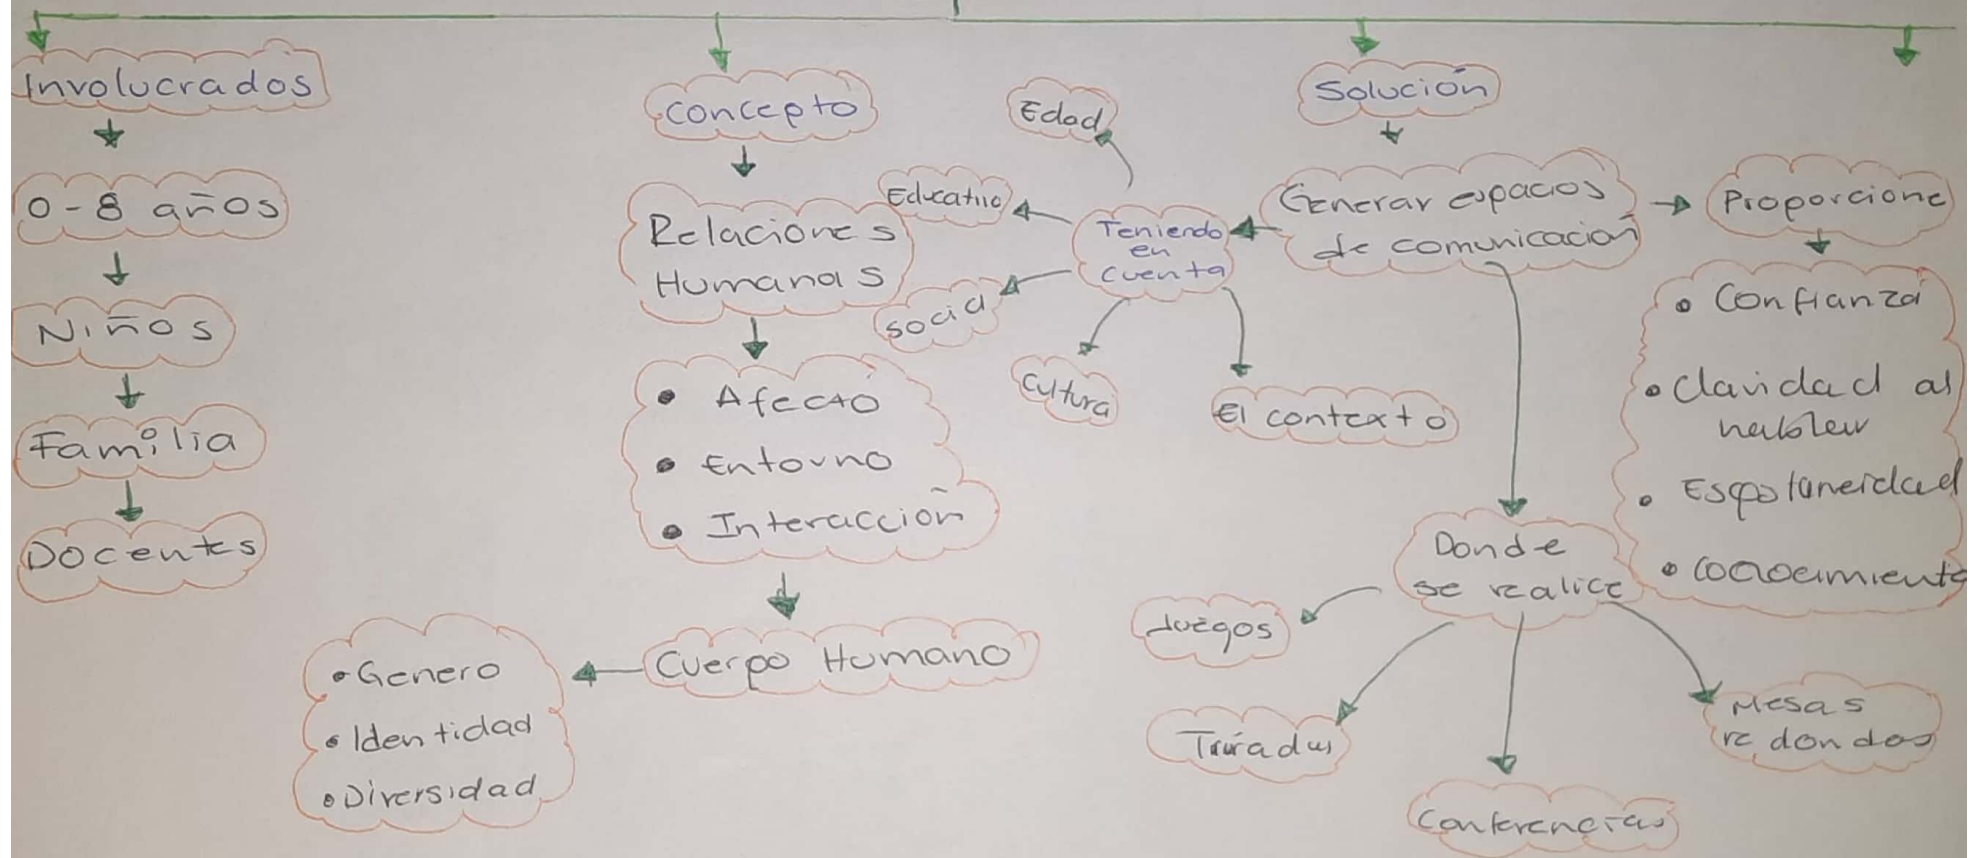 Involucrados
0-8 años
Niños
Familia
Docentes
Concepto
Relaciones
Humanas
• Afecto
• Entorno
• Interacción
Cuerpo Humano
• Genero
• Identidad
• Diversidad
Solución
Generar espacios
de comunicación
Teniendo
en
cuenta
Edad
Educativo
Social
Cultura
El contexto
Donde
se realice
Juegos
Conferencias
Mesas
redondas
Proporcione
• Confianza
• Claridad al
hablar
• Espotaneidad
• Conocimiento